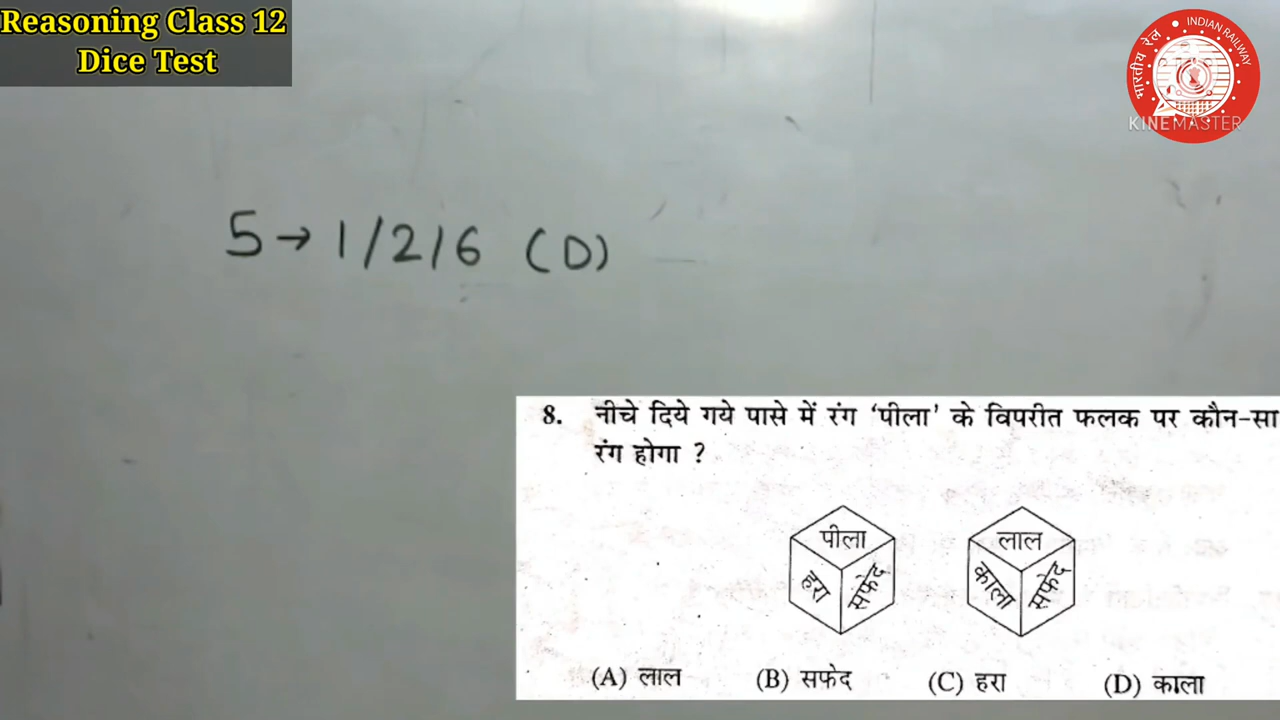 Reasoning Class 12
Dice Test
भारतीय रेल
INDIAN RAILWAY
KINEMASTER
5→1/2/6 (D)
8. नीचे दिये गये पासे में रंग 'पीला' के विपरीत फलक पर कौन-सा
रंग होगा ?
पीला
लाल
हरा
सफेद
काला
सफेद
(A) लाल (B) सफेद (C) हरा (D) काला